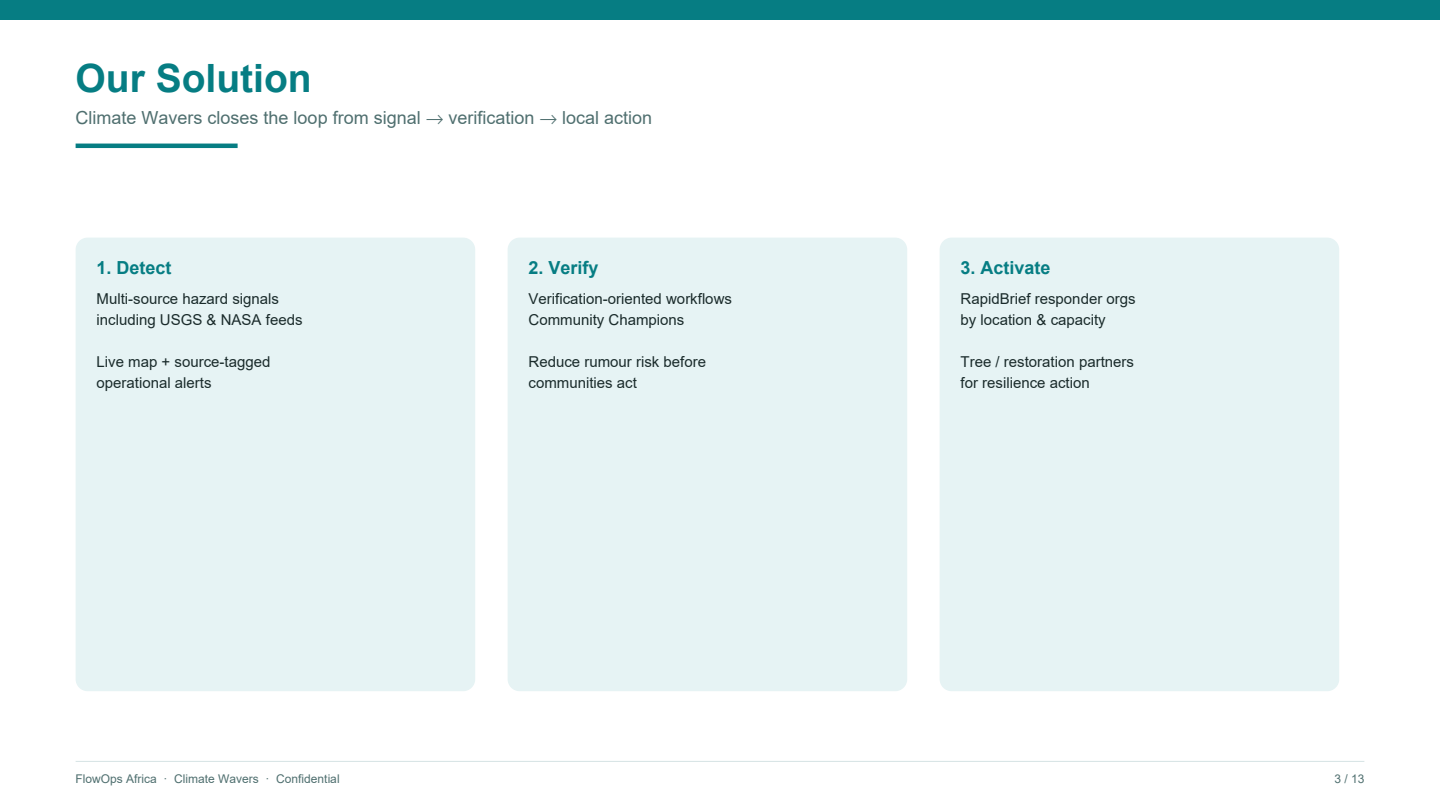 Our Solution
Climate Wavers closes the loop from signal → verification → local action
1. Detect
Multi-source hazard signals
including USGS & NASA feeds
Live map + source-tagged
operational alerts
2. Verify
Verification-oriented workflows
Community Champions
Reduce rumour risk before
communities act
3. Activate
RapidBrief responder orgs
by location & capacity
Tree / restoration partners
for resilience action
FlowOps Africa · Climate Wavers · Confidential
3 / 13